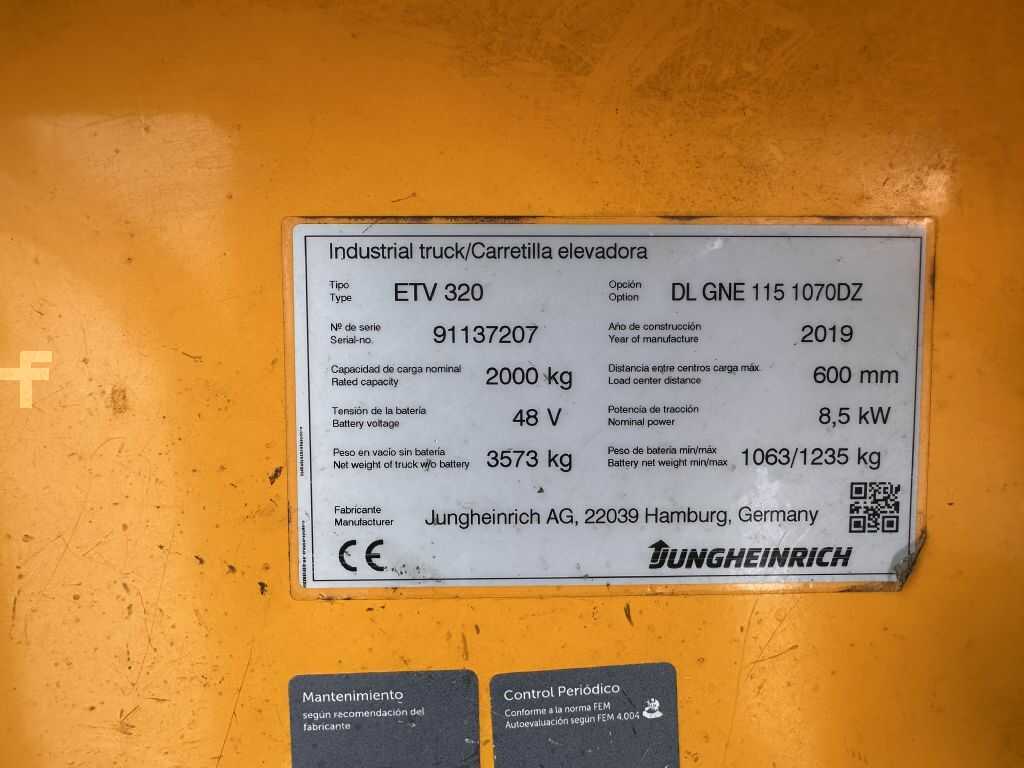 Industrial truck/Carretilla elevadora
Tipo
Type
ETV 320
Opción
Option
DL GNE 115 1070DZ
Nº de serie
Serial-no.
91137207
Año de construcción
Year of manufacture
2019
Capacidad de carga nominal
Rated capacity
2000 kg
Distancia entre centros carga máx.
Load center distance
600 mm
Tensión de la batería
Battery voltage
48 V
Potencia de tracción
Nominal power
8,5 kW
Peso en vacío sin batería
Net weight of truck w/o battery
3573 kg
Peso de batería mín/máx
Battery net weight min/max
1063/1235 kg
Fabricante
Manufacturer
Jungheinrich AG, 22039 Hamburg, Germany
CE
JUNGHEINRICH
Mantenimiento
según recomendación del
fabricante
Control Periódico
Conforme a la norma FEM
Autoevaluación según FEM 4.004